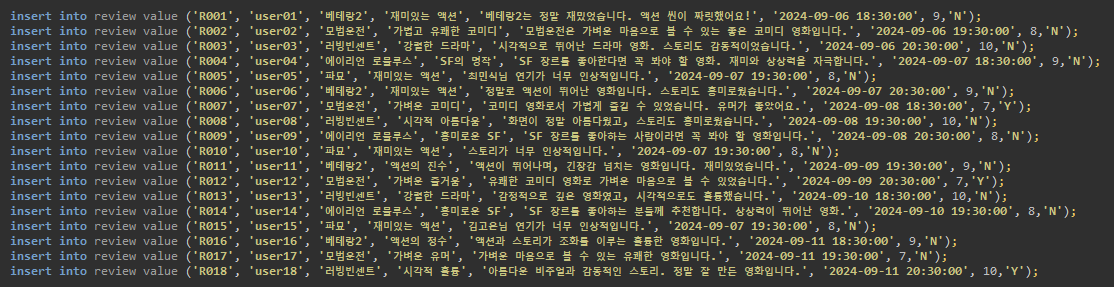 insert into review value ('R001', 'user01', '베테랑2', '재미있는 액션', '베테랑2는 정말 재밌었습니다. 액션 씬이 짜릿했어요!', '2024-09-06 18:30:00', 9,'N');
insert into review value ('R002', 'user02', '모범운전', '가볍고 유쾌한 코미디', '모범운전은 가벼운 마음으로 볼 수 있는 좋은 코미디 영화입니다.', '2024-09-06 19:30:00', 8,'N');
insert into review value ('R003', 'user03', '러빙빈센트', '강렬한 드라마', '시각적으로 뛰어난 드라마 영화. 스토리도 감동적이었습니다.', '2024-09-06 20:30:00', 10,'N');
insert into review value ('R004', 'user04', '에이리언 로물루스', 'SF의 명작', 'SF 장르를 좋아한다면 꼭 봐야 할 영화. 재미와 상상력을 자극합니다.', '2024-09-07 18:30:00', 9,'N');
insert into review value ('R005', 'user05', '파묘', '재미있는 액션', '최민식님 연기가 너무 인상적입니다.', '2024-09-07 19:30:00', 8,'N');
insert into review value ('R006', 'user06', '베테랑2', '재미있는 액션', '정말로 액션이 뛰어난 영화입니다. 스토리도 흥미로웠습니다.', '2024-09-07 20:30:00', 9,'N');
insert into review value ('R007', 'user07', '모범운전', '가벼운 코미디', '코미디 영화로서 가볍게 즐길 수 있었습니다. 유머가 좋았어요.', '2024-09-08 18:30:00', 7,'Y');
insert into review value ('R008', 'user08', '러빙빈센트', '시각적 아름다움', '화면이 정말 아름다웠고, 스토리도 흥미로웠습니다.', '2024-09-08 19:30:00', 10,'N');
insert into review value ('R009', 'user09', '에이리언 로물루스', '흥미로운 SF', 'SF 장르를 좋아하는 사람이라면 꼭 봐야 할 영화입니다.', '2024-09-08 20:30:00', 8,'N');
insert into review value ('R010', 'user10', '파묘', '재미있는 액션', '스토리가 너무 인상적입니다.', '2024-09-07 19:30:00', 8,'N');
insert into review value ('R011', 'user11', '베테랑2', '액션의 진수', '액션이 뛰어나며, 긴장감 넘치는 영화입니다. 재미있었습니다.', '2024-09-09 19:30:00', 9,'N');
insert into review value ('R012', 'user12', '모범운전', '가벼운 즐거움', '유쾌한 코미디 영화로 가벼운 마음으로 볼 수 있었습니다.', '2024-09-09 20:30:00', 7,'Y');
insert into review value ('R013', 'user13', '러빙빈센트', '강렬한 드라마', '감정적으로 깊은 영화였고, 시각적으로도 훌륭했습니다.', '2024-09-10 18:30:00', 10,'N');
insert into review value ('R014', 'user14', '에이리언 로물루스', '흥미로운 SF', 'SF 장르를 좋아하는 분들께 추천합니다. 상상력이 뛰어난 영화.', '2024-09-10 19:30:00', 8,'N');
insert into review value ('R015', 'user15', '파묘', '재미있는 액션', '김고은님 연기가 너무 인상적입니다.', '2024-09-07 19:30:00', 8,'N');
insert into review value ('R016', 'user16', '베테랑2', '액션의 정수', '액션과 스토리가 조화를 이루는 훌륭한 영화입니다.', '2024-09-11 18:30:00', 9,'N');
insert into review value ('R017', 'user17', '모범운전', '가벼운 유머', '가벼운 마음으로 볼 수 있는 유쾌한 영화입니다.', '2024-09-11 19:30:00', 7,'N');
insert into review value ('R018', 'user18', '러빙빈센트', '시각적 훌륭', '아름다운 비주얼과 감동적인 스토리. 정말 잘 만든 영화입니다.', '2024-09-11 20:30:00', 10,'Y');